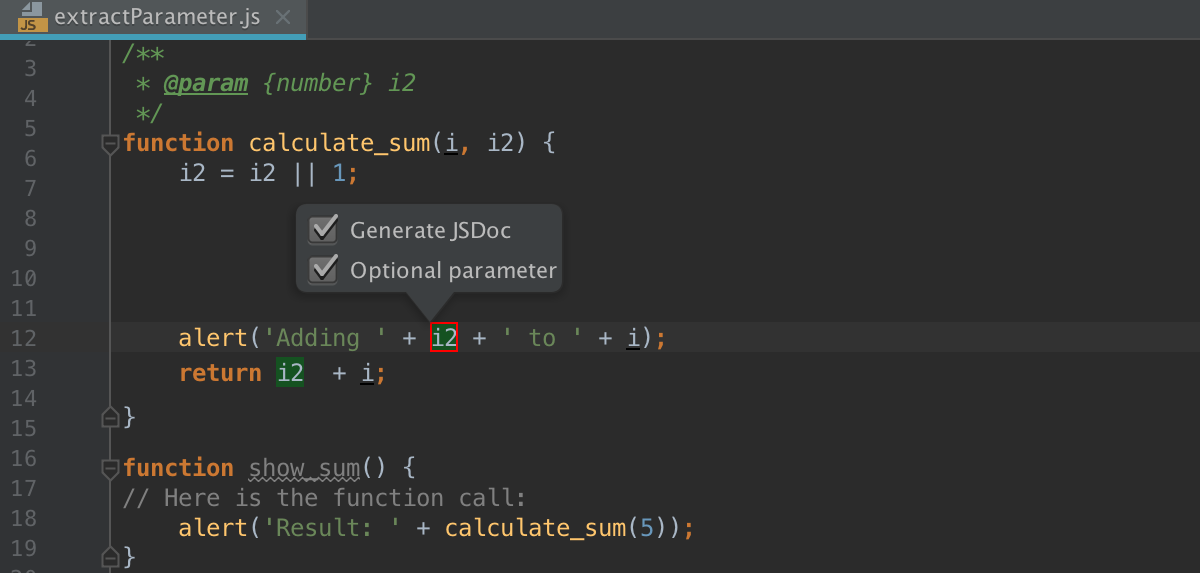 JS extractParameter.js
2 /**
3 * @param {number} i2
4 */
5 function calculate_sum(i, i2) {
6 i2 = i2 || 1;
7
8
Generate JSDoc
9
Optional parameter
10
11
12 alert('Adding ' + i2 + ' to ' + i);
13 return i2 + i;
14
15 }
16 function show_sum() {
17 // Here is the function call:
18 alert('Result: ' + calculate_sum(5));
19 }